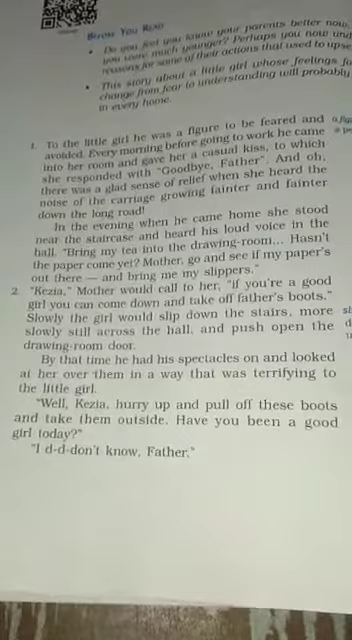 BEFORE YOU READ
• Do you feel you know your parents better now,
you were much younger? Perhaps you now und
reasons for some of their actions that used to upse
• This story about a little girl whose feelings fo
change from fear to understanding will probably
in every home.
1. To the little girl he was a figure to be feared and
avoided. Every morning before going to work he came
into her room and gave her a casual kiss, to which
she responded with "Goodbye, Father". And oh,
there was a glad sense of relief when she heard the
noise of the carriage growing fainter and fainter
down the long road!
In the evening when he came home she stood
near the staircase and heard his loud voice in the
hall. "Bring my tea into the drawing-room... Hasn't
the paper come yet? Mother, go and see if my paper's
out there — and bring me my slippers."
2. "Kezia," Mother would call to her, "if you're a good
girl you can come down and take off father's boots."
Slowly the girl would slip down the stairs, more
slowly still across the hall, and push open the
drawing-room door.
By that time he had his spectacles on and looked
at her over them in a way that was terrifying to
the little girl.
"Well, Kezia, hurry up and pull off these boots
and take them outside. Have you been a good
girl today?"
"I d-d-don't know, Father."